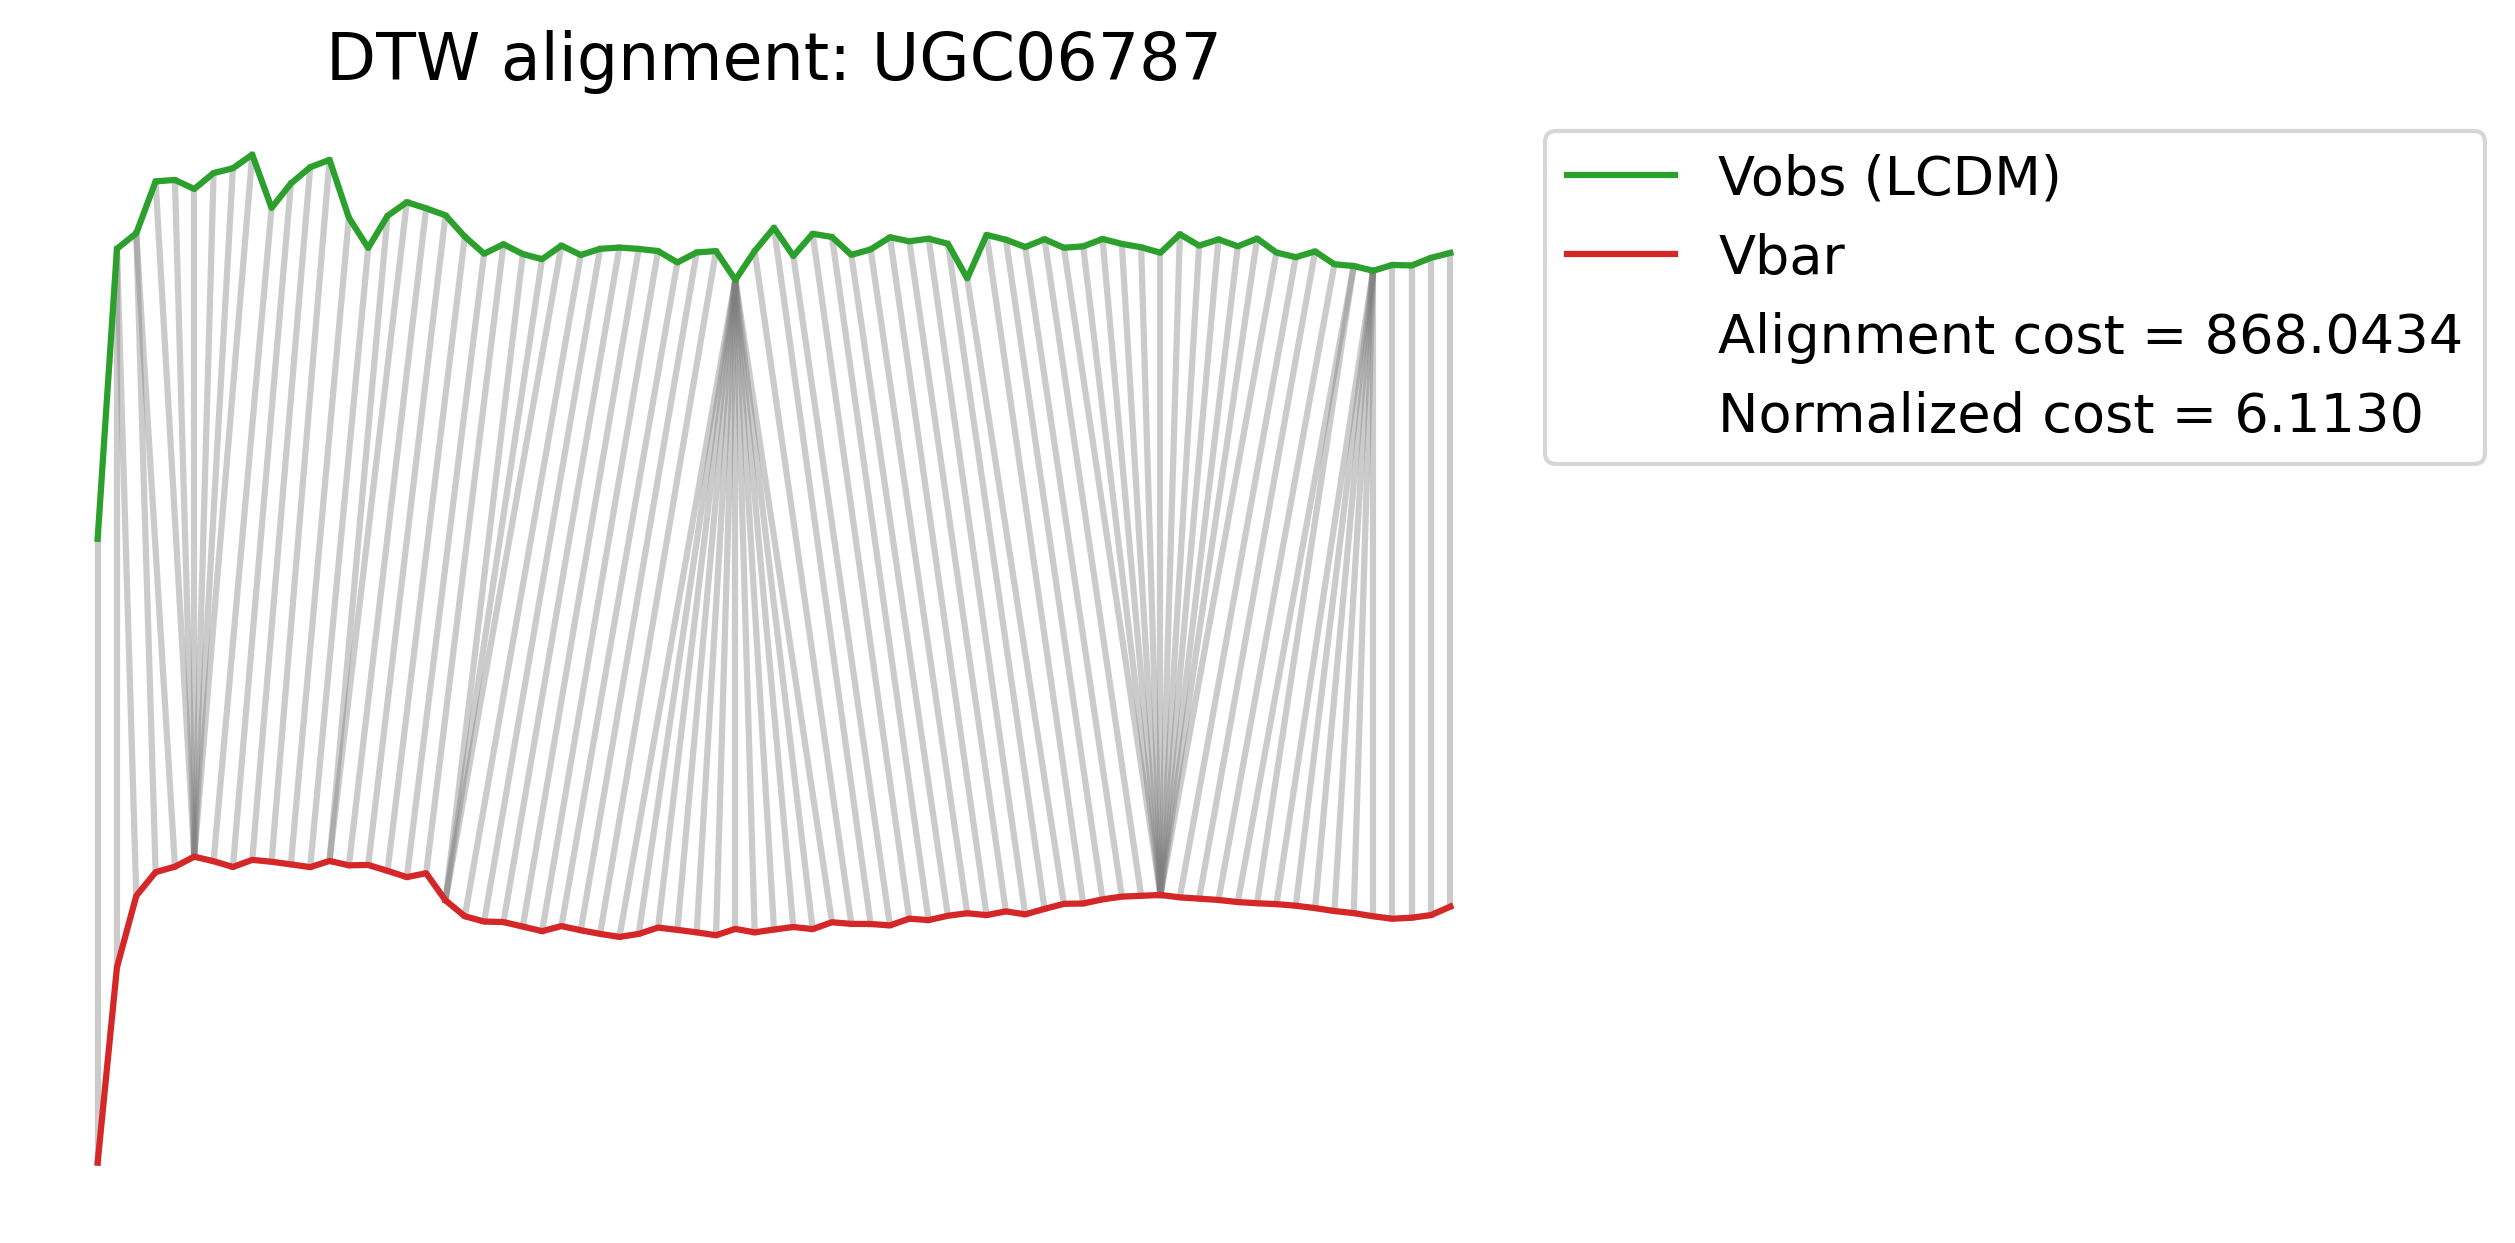 DTW alignment: UGC06787
Vobs (LCDM)
Vbar
Alignment cost = 868.0434
Normalized cost = 6.1130